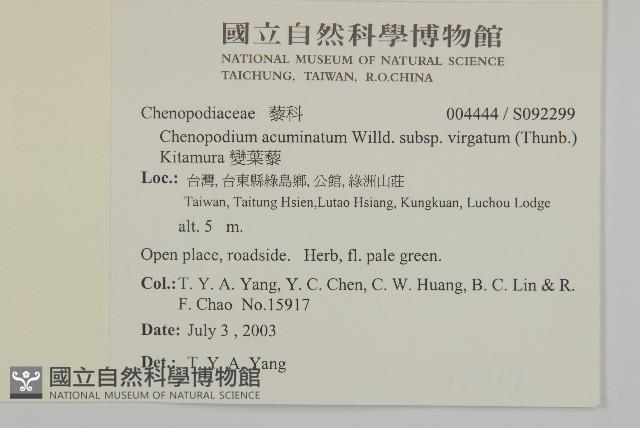 國立自然科學博物館
NATIONAL MUSEUM OF NATURAL SCIENCE
TAICHUNG, TAIWAN, R.O.CHINA
Chenopodiaceae 藜科 004444 / S092299
Chenopodium acuminatum Willd. subsp. virgatum (Thunb.)
Kitamura 變葉藜
Loc.: 台灣, 台東縣綠島鄉, 公館, 綠洲山莊
Taiwan, Taitung Hsien,Lutao Hsiang, Kungkuan, Luchou Lodge
alt. 5 m.
Open place, roadside. Herb, fl. pale green.
Col.: T. Y. A. Yang, Y. C. Chen, C. W. Huang, B. C. Lin & R.
F. Chao No.15917
Date: July 3 , 2003
Det.: T. Y. A. Yang
國立自然科學博物館
NATIONAL MUSEUM OF NATURAL SCIENCE